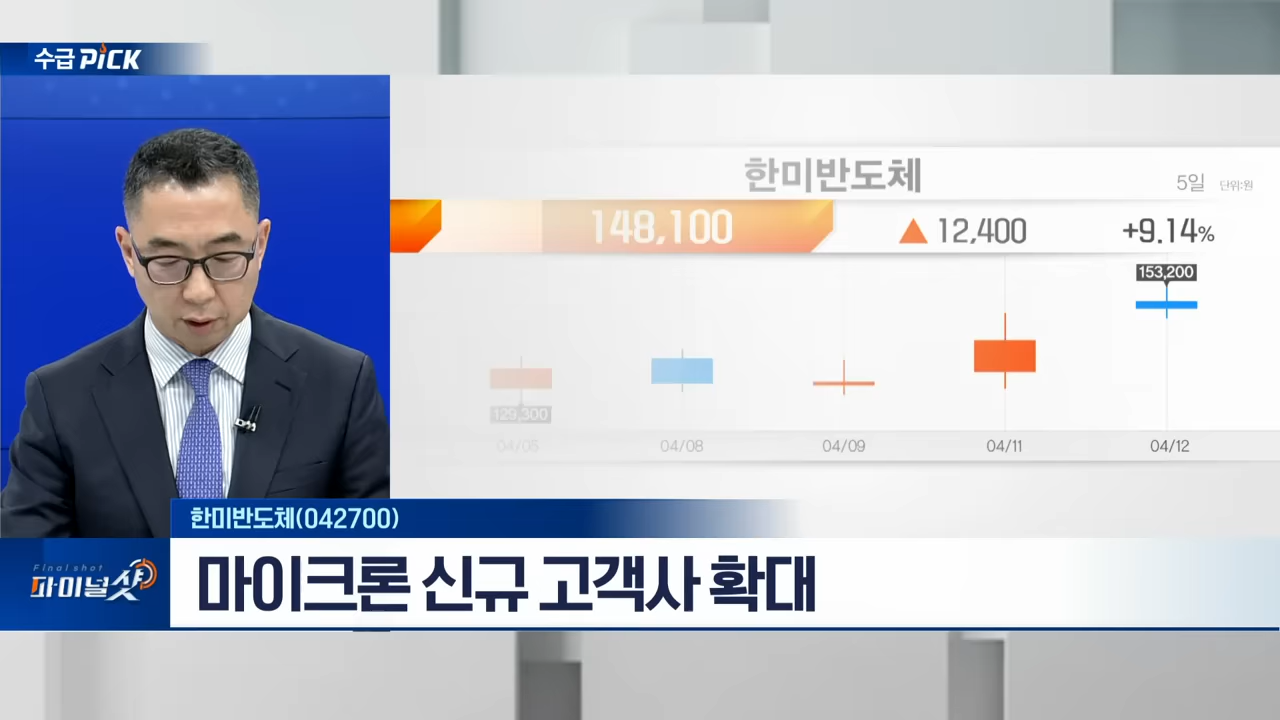 수급 PiCK
한미반도체
5일 단위:원
148,100 ▲ 12,400 +9.14%
153,200
129,300
04/05 04/08 04/09 04/11 04/12
한미반도체(042700)
Final shot
파이널샷
마이크론 신규 고객사 확대